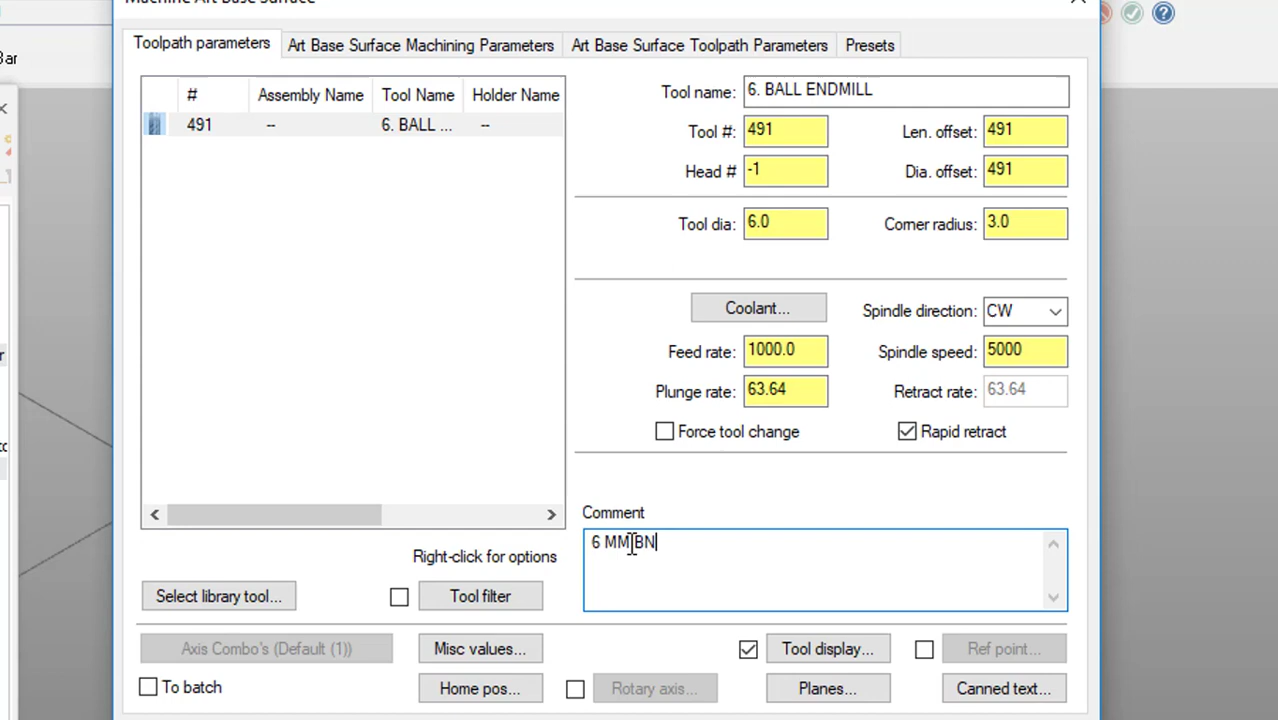 Machine Art Base Surface
Bar
Toolpath parameters
Art Base Surface Machining Parameters
Art Base Surface Toolpath Parameters
Presets
#
Assembly Name
Tool Name
Holder Name
491
--
6. BALL ...
--
Tool name:
6. BALL ENDMILL
Tool #:
491
Len. offset:
491
Head #
-1
Dia. offset:
491
Tool dia:
6.0
Corner radius:
3.0
Coolant...
Spindle direction:
CW
Feed rate:
1000.0
Spindle speed:
5000
Plunge rate:
63.64
Retract rate:
63.64
Force tool change
Rapid retract
Comment
6 MM BN
Right-click for options
Select library tool...
Tool filter
Axis Combo's (Default (1))
Misc values...
Tool display...
Ref point...
To batch
Home pos...
Rotary axis...
Planes...
Canned text...